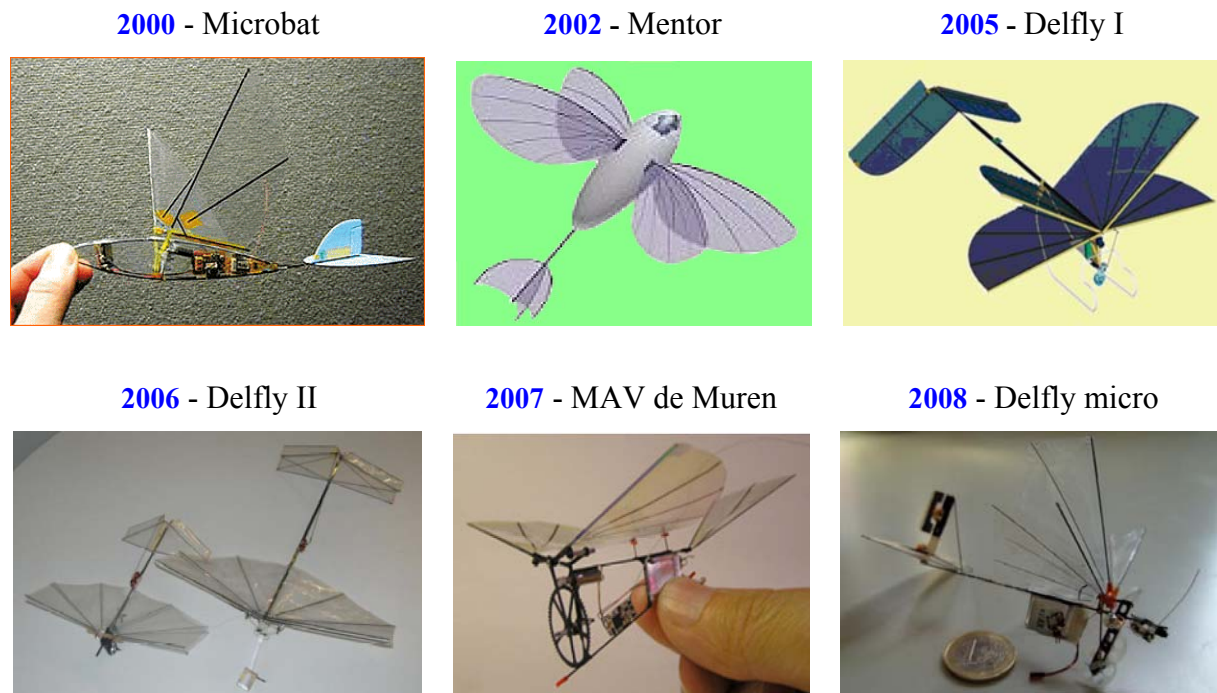 2000 - Microbat
2002 - Mentor
2005 - Delfly I
2006 - Delfly II
2007 - MAV de Muren
2008 - Delfly micro